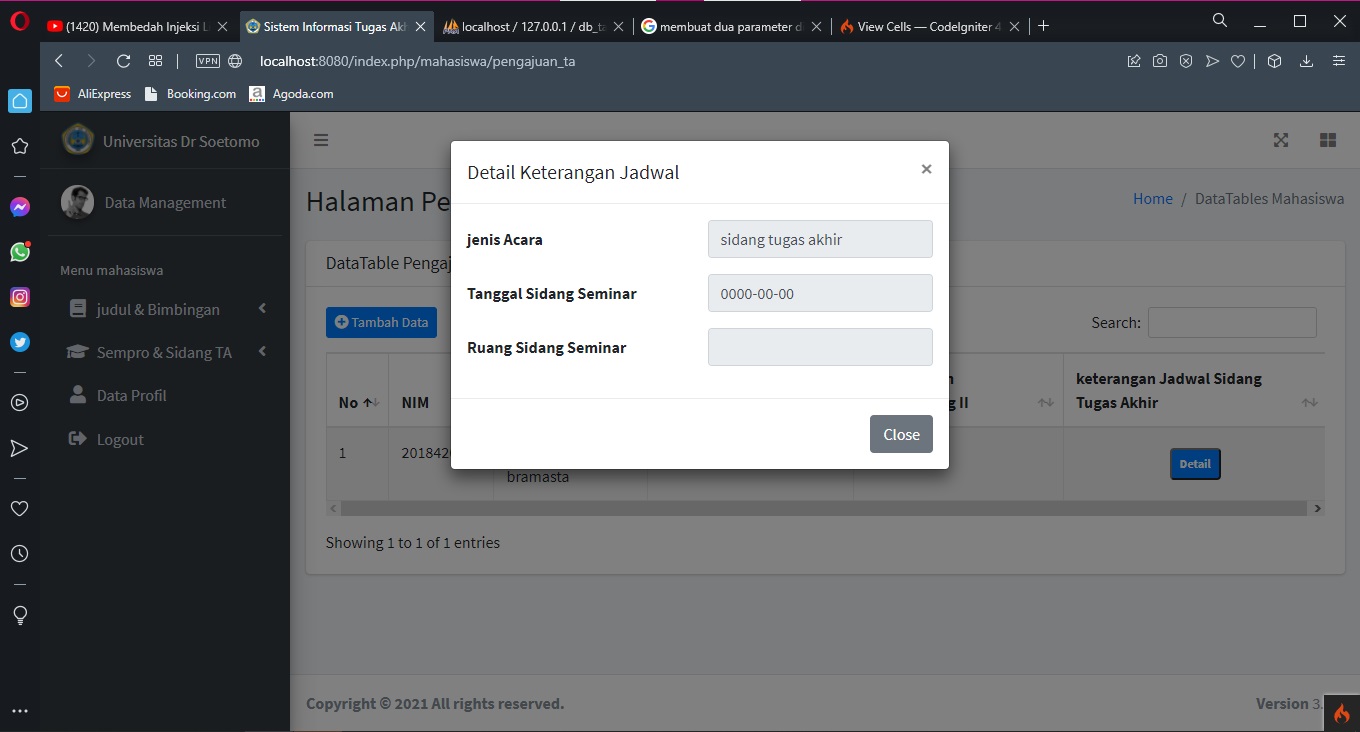 (1420) Membedah Injeksi L
Sistem Informasi Tugas Akh
localhost / 127.0.0.1 / db_ta
membuat dua parameter d
View Cells — CodeIgniter 4
VPN
localhost:8080/index.php/mahasiswa/pengajuan_ta
AliExpress
Booking.com
Agoda.com
Universitas Dr Soetomo
Data Management
Menu mahasiswa
judul & Bimbingan
Sempro & Sidang TA
Data Profil
Logout
Halaman Pe
Home / DataTables Mahasiswa
DataTable Pengaj
Tambah Data
Search:
No
NIM
g II
keterangan Jadwal Sidang
Tugas Akhir
1
201842
bramasta
Detail
Showing 1 to 1 of 1 entries
Detail Keterangan Jadwal
×
jenis Acara
sidang tugas akhir
Tanggal Sidang Seminar
0000-00-00
Ruang Sidang Seminar
Close
Copyright © 2021 All rights reserved.
Version 3.